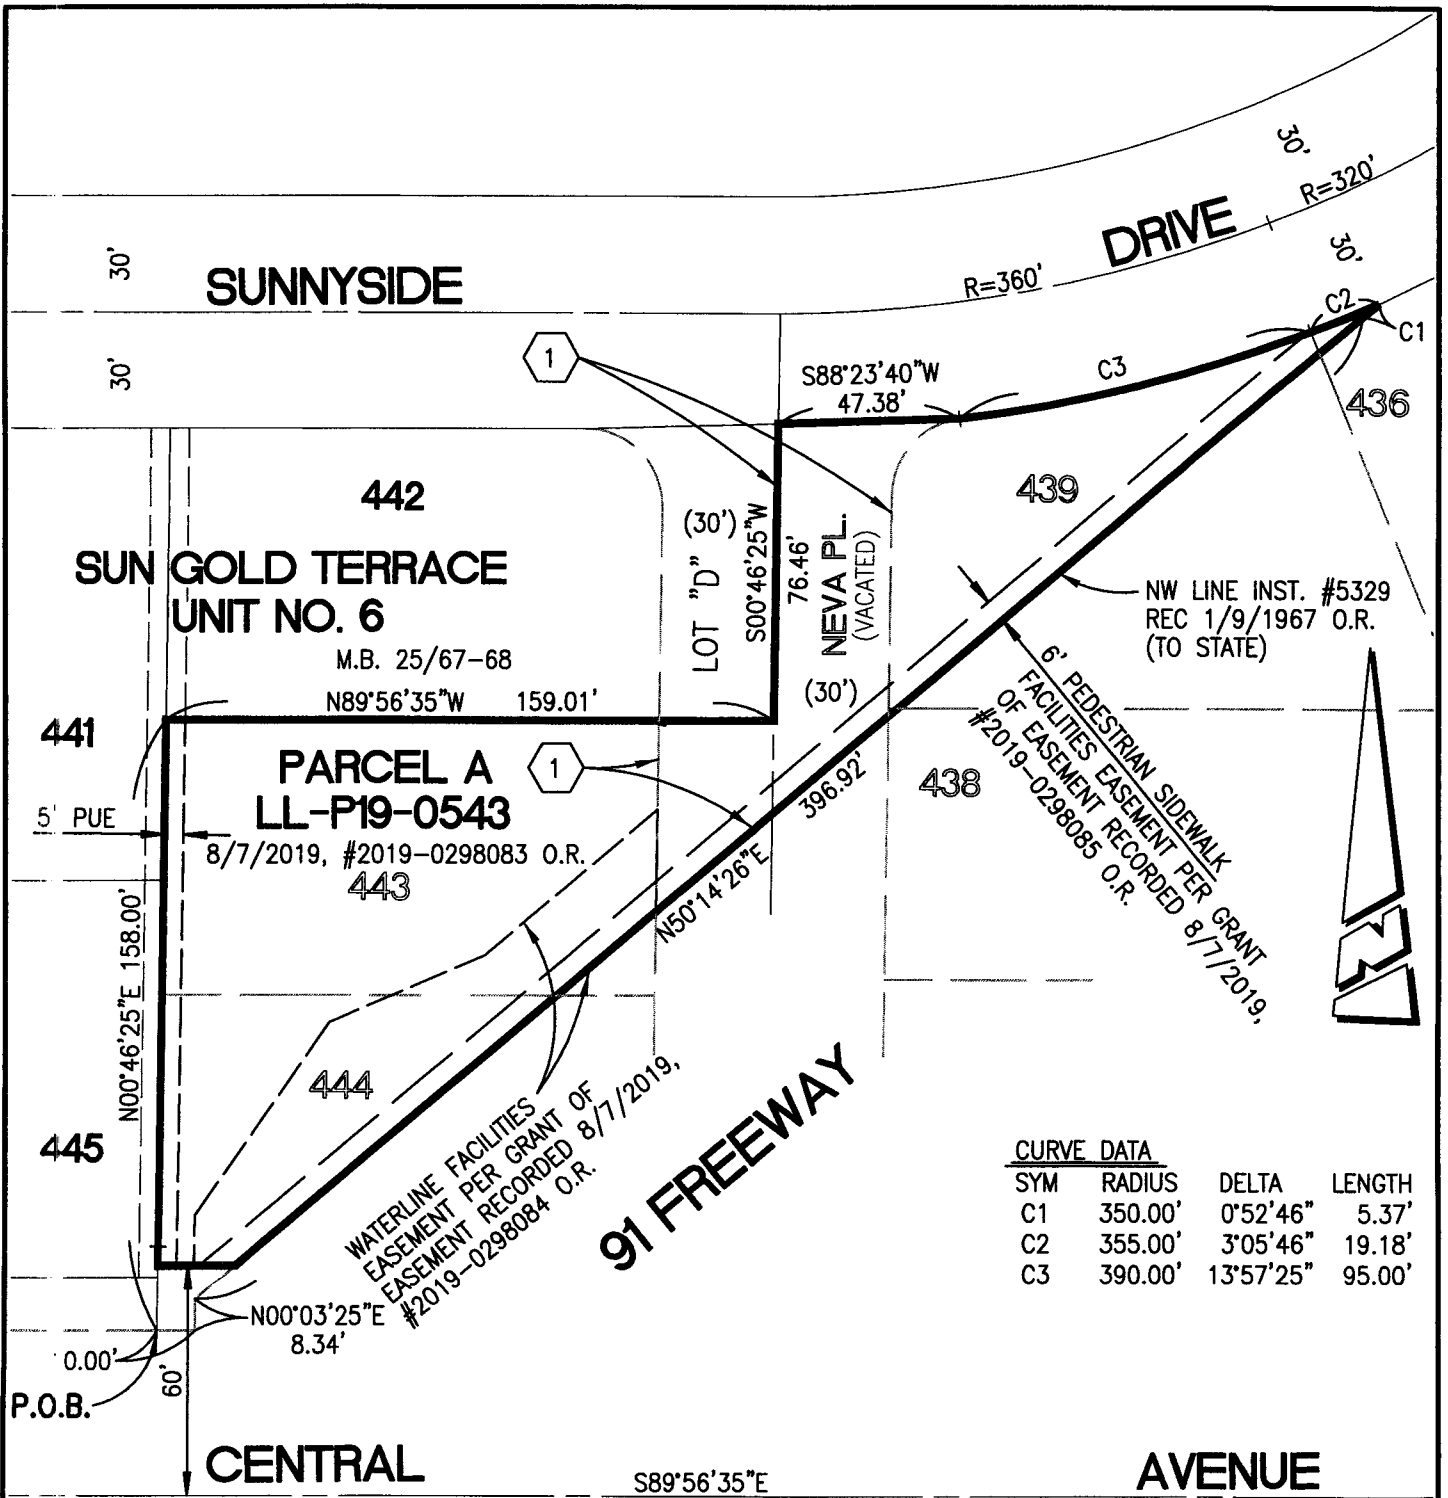 30'
R=320'
DRIVE
30'
30'
SUNNYSIDE
R=360'
C2
C1
30'
1
S88°23'40"W
47.38'
C3
436
442
439
(30')
LOT "D"
S00°46'25"W
76.46'
NEVA PL.
(VACATED)
SUN GOLD TERRACE
UNIT NO. 6
M.B. 25/67-68
NW LINE INST. #5329
REC 1/9/1967 O.R.
(TO STATE)
N89°56'35"W 159.01'
(30')
441
PARCEL A
LL-P19-0543
8/7/2019, #2019-0298083 O.R.
1
443
5' PUE
396.92'
N50°14'26"E
438
6' PEDESTRIAN SIDEWALK
FACILITIES EASEMENT PER GRANT
OF EASEMENT RECORDED 8/7/2019,
#2019-0298085 O.R.
N00°46'25"E 158.00'
444
445
WATERLINE FACILITIES
EASEMENT PER GRANT OF
EASEMENT RECORDED 8/7/2019,
#2019-0298084 O.R.
91 FREEWAY
CURVE DATA
SYM RADIUS DELTA LENGTH
C1 350.00' 0°52'46" 5.37'
C2 355.00' 3°05'46" 19.18'
C3 390.00' 13°57'25" 95.00'
N00°03'25"E
8.34'
0.00'
60'
P.O.B.
CENTRAL
S89°56'35"E
AVENUE